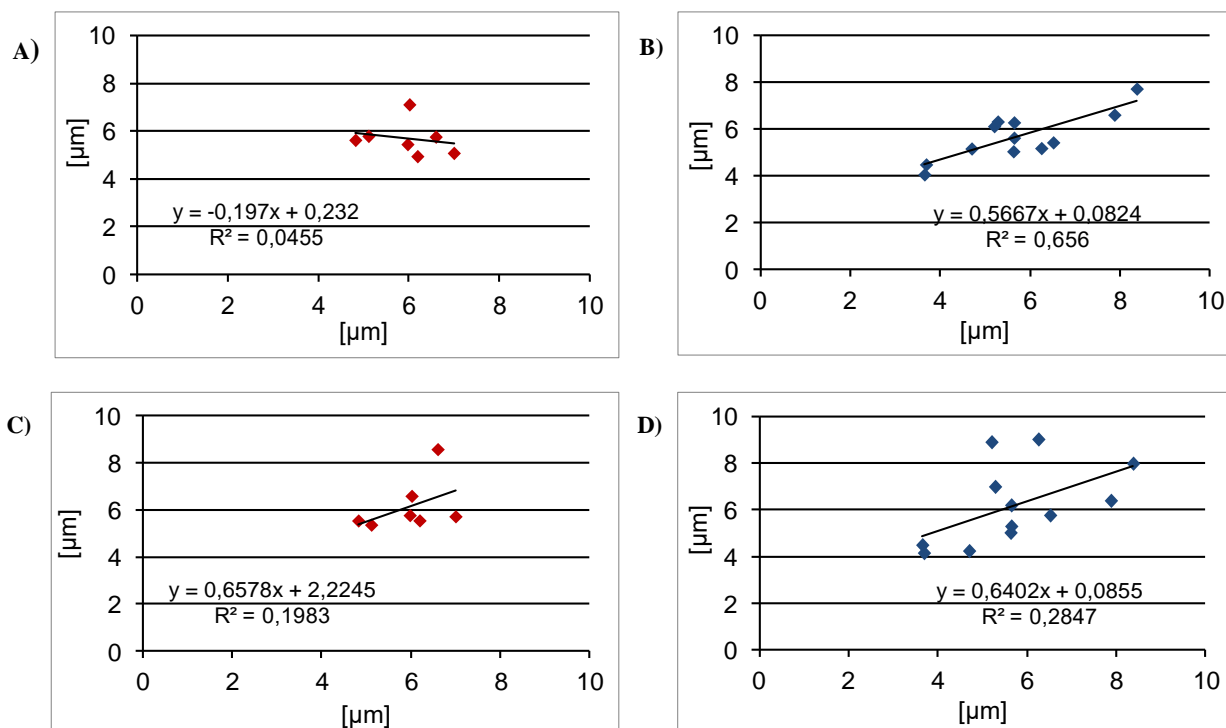 A)
10
8
6
4
2
0
[µm]
y = -0,197x + 0,232
R² = 0,0455
0 2 4 6 8 10
[µm]
B)
10
8
6
4
2
0
[µm]
y = 0,5667x + 0,0824
R² = 0,656
0 2 4 6 8 10
[µm]
C)
10
8
6
4
2
0
[µm]
y = 0,6578x + 2,2245
R² = 0,1983
0 2 4 6 8 10
[µm]
D)
10
8
6
4
2
0
[µm]
y = 0,6402x + 0,0855
R² = 0,2847
0 2 4 6 8 10
[µm]